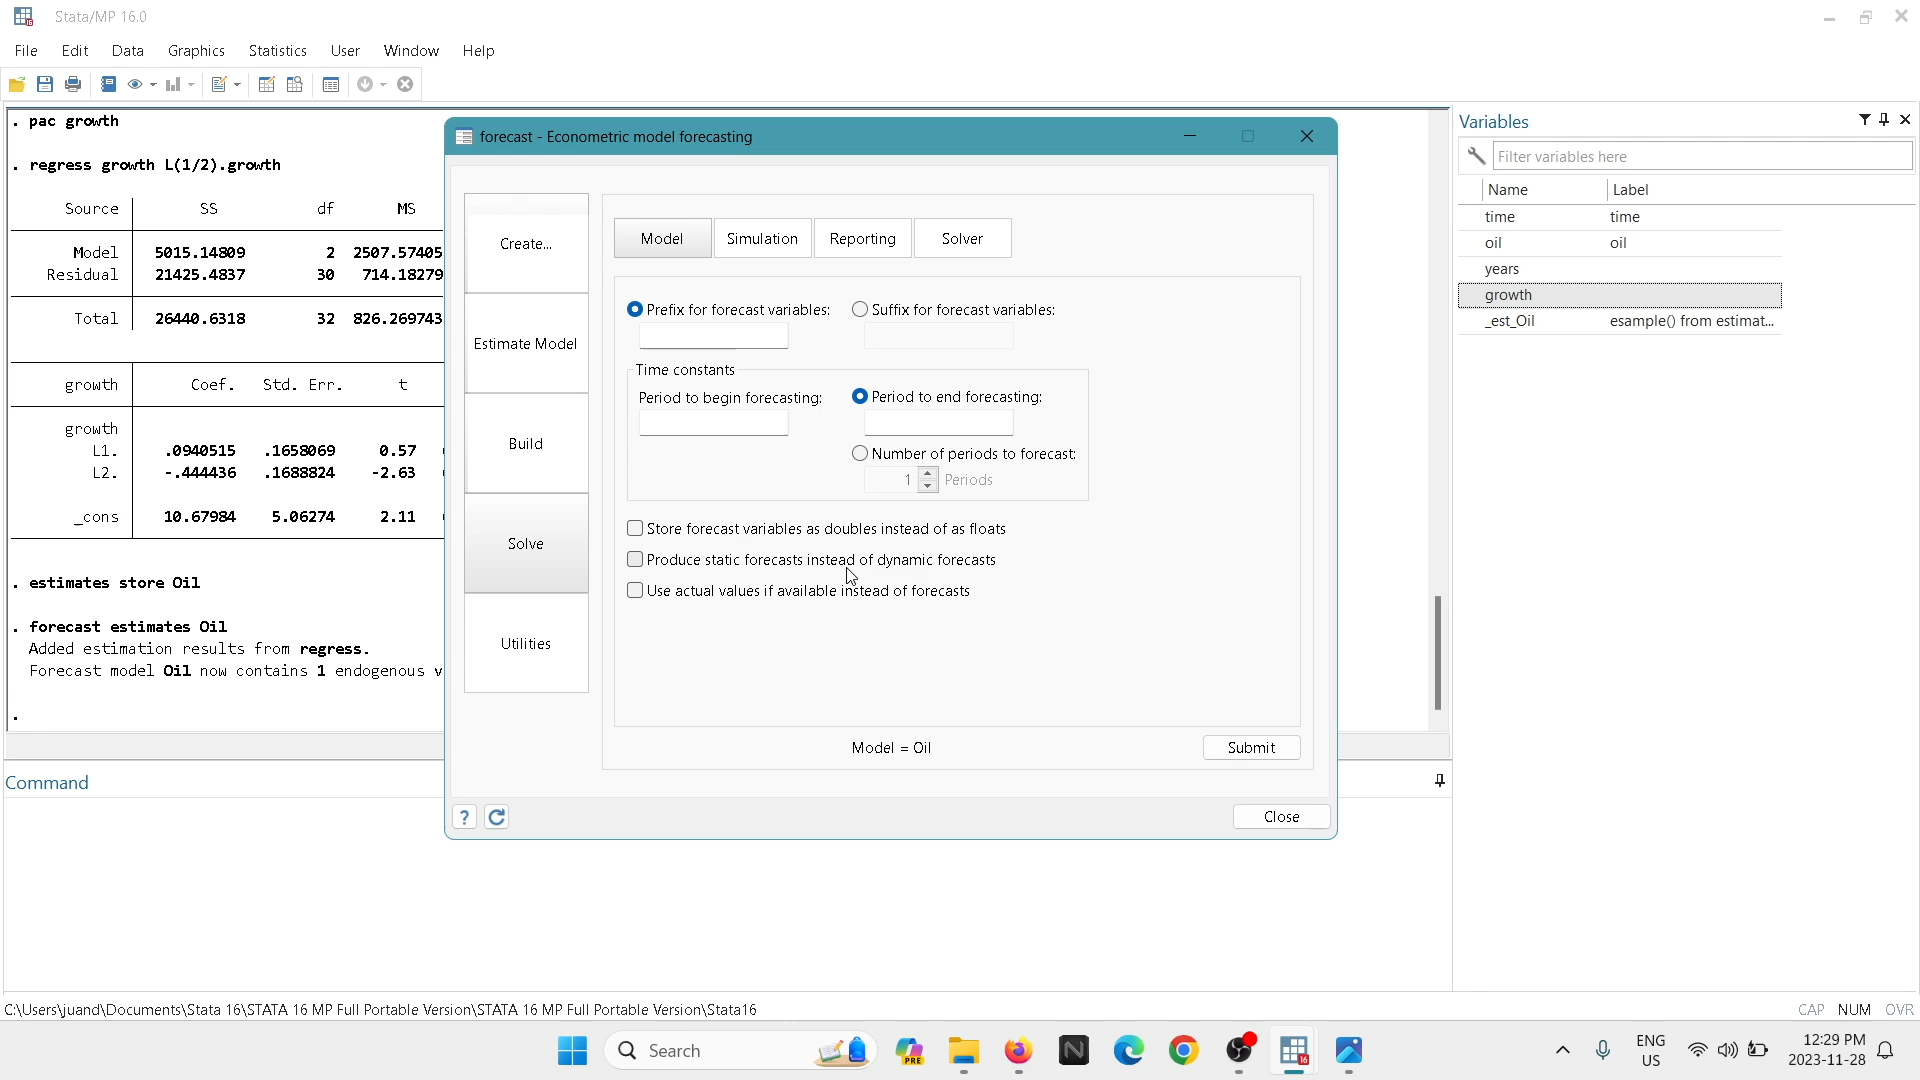 Stata/MP 16.0
File Edit Data Graphics Statistics User Window Help
. pac growth
. regress growth L(1/2).growth
Source SS df MS
Model 5015.14809 2 2507.57405
Residual 21425.4837 30 714.18279
Total 26440.6318 32 826.269743
growth Coef. Std. Err. t
growth
L1. .0940515 .1658069 0.57
L2. -.444436 .1688824 -2.63
_cons 10.67984 5.06274 2.11
. estimates store Oil
. forecast estimates Oil
Added estimation results from regress.
Forecast model Oil now contains 1 endogenous v
.
forecast - Econometric model forecasting
Create...
Estimate Model
Build
Solve
Utilities
Model Simulation Reporting Solver
Prefix for forecast variables: Suffix for forecast variables:
Time constants
Period to begin forecasting: Period to end forecasting:
Number of periods to forecast:
1 Periods
Store forecast variables as doubles instead of as floats
Produce static forecasts instead of dynamic forecasts
Use actual values if available instead of forecasts
Model = Oil Submit
? Close
Variables
Filter variables here
Name Label
time time
oil oil
years
growth
_est_Oil esample() from estimat...
Command
C:\Users\juand\Documents\Stata 16\STATA 16 MP Full Portable Version\STATA 16 MP Full Portable Version\Stata16
CAP NUM OVR
Search
PRE
16
ENG
US
12:29 PM
2023-11-28